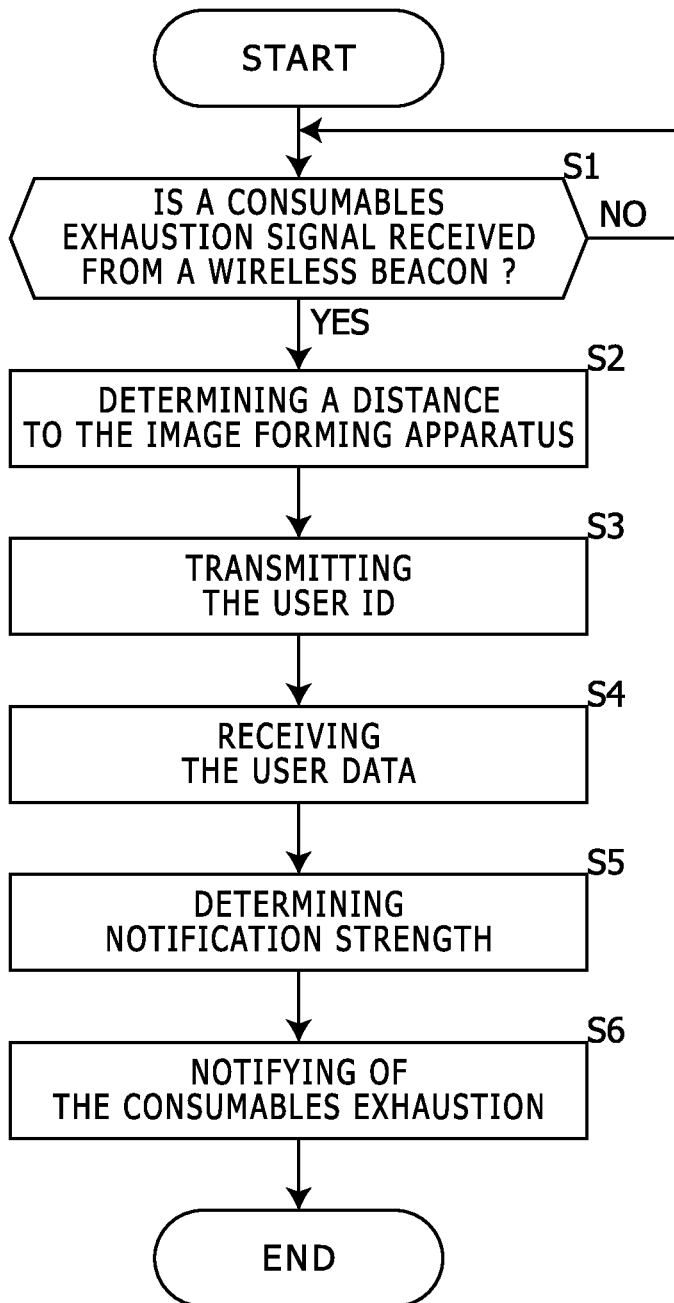 START
S1
IS A CONSUMABLES
EXHAUSTION SIGNAL RECEIVED
FROM A WIRELESS BEACON ?
NO
YES
S2
DETERMINING A DISTANCE
TO THE IMAGE FORMING APPARATUS
S3
TRANSMITTING
THE USER ID
S4
RECEIVING
THE USER DATA
S5
DETERMINING
NOTIFICATION STRENGTH
S6
NOTIFYING OF
THE CONSUMABLES EXHAUSTION
END